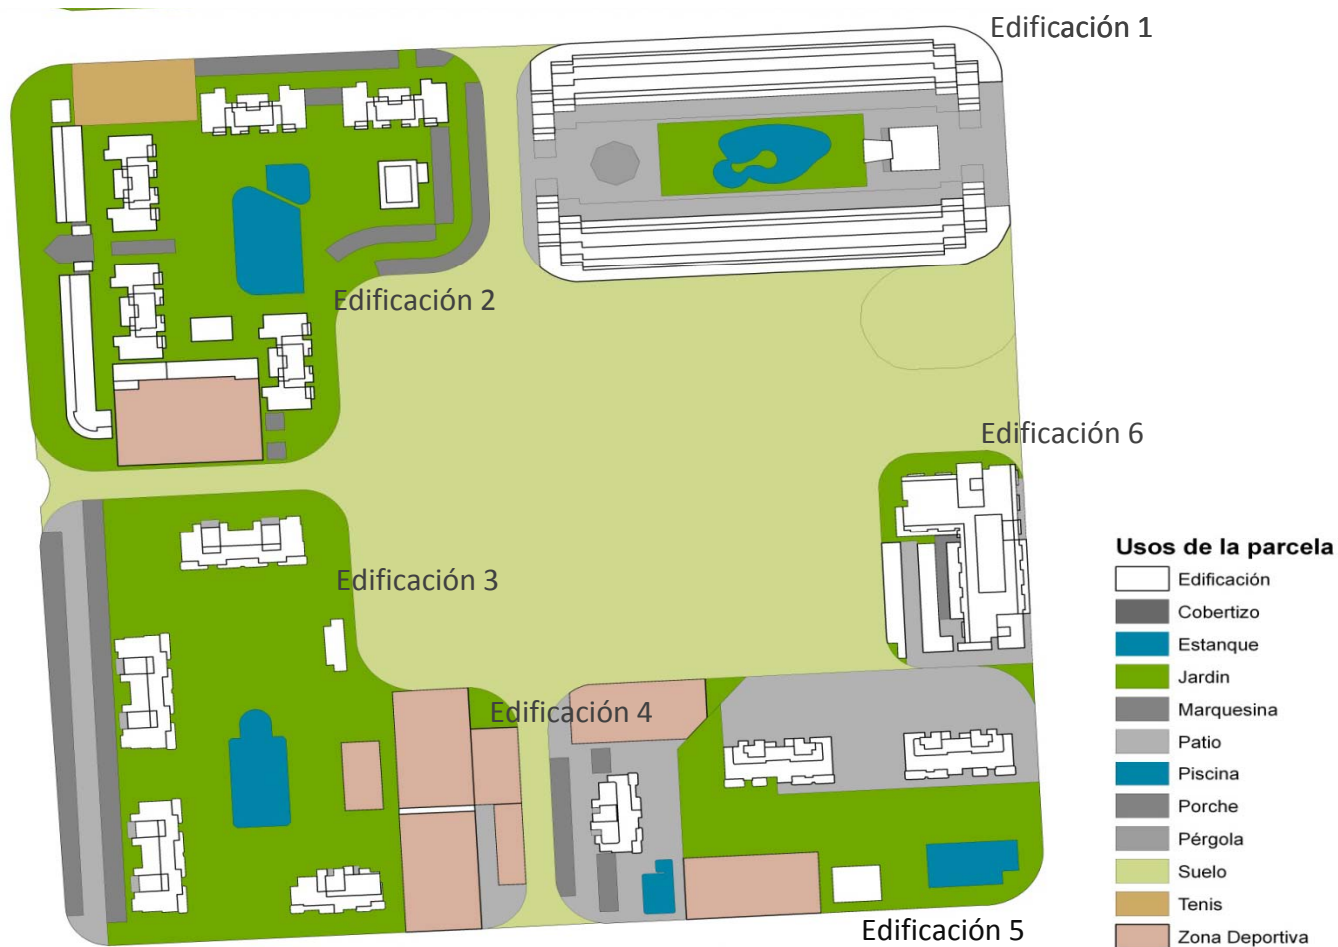 Edificación 1
Edificación 2
Edificación 6
Edificación 3
Edificación 4
Edificación 5
Usos de la parcela
Edificación
Cobertizo
Estanque
Jardin
Marquesina
Patio
Piscina
Porche
Pérgola
Suelo
Tenis
Zona Deportiva